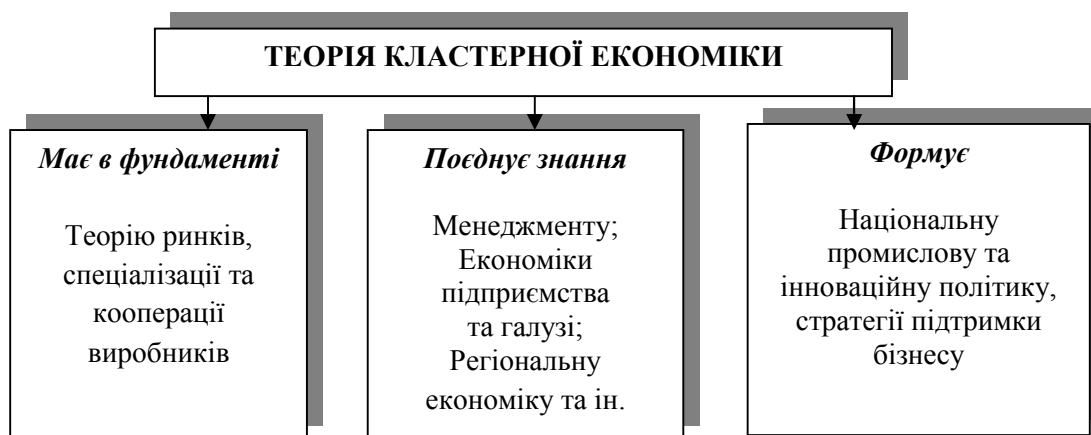 ТЕОРІЯ КЛАСТЕРНОЇ ЕКОНОМІКИ
Має в фундаменті
Теорію ринків,
спеціалізації та
кооперації
виробників
Поєднує знання
Менеджменту;
Економіки
підприємства
та галузі;
Регіональну
економіку та ін.
Формує
Національну
промислову та
інноваційну політику,
стратегії підтримки
бізнесу